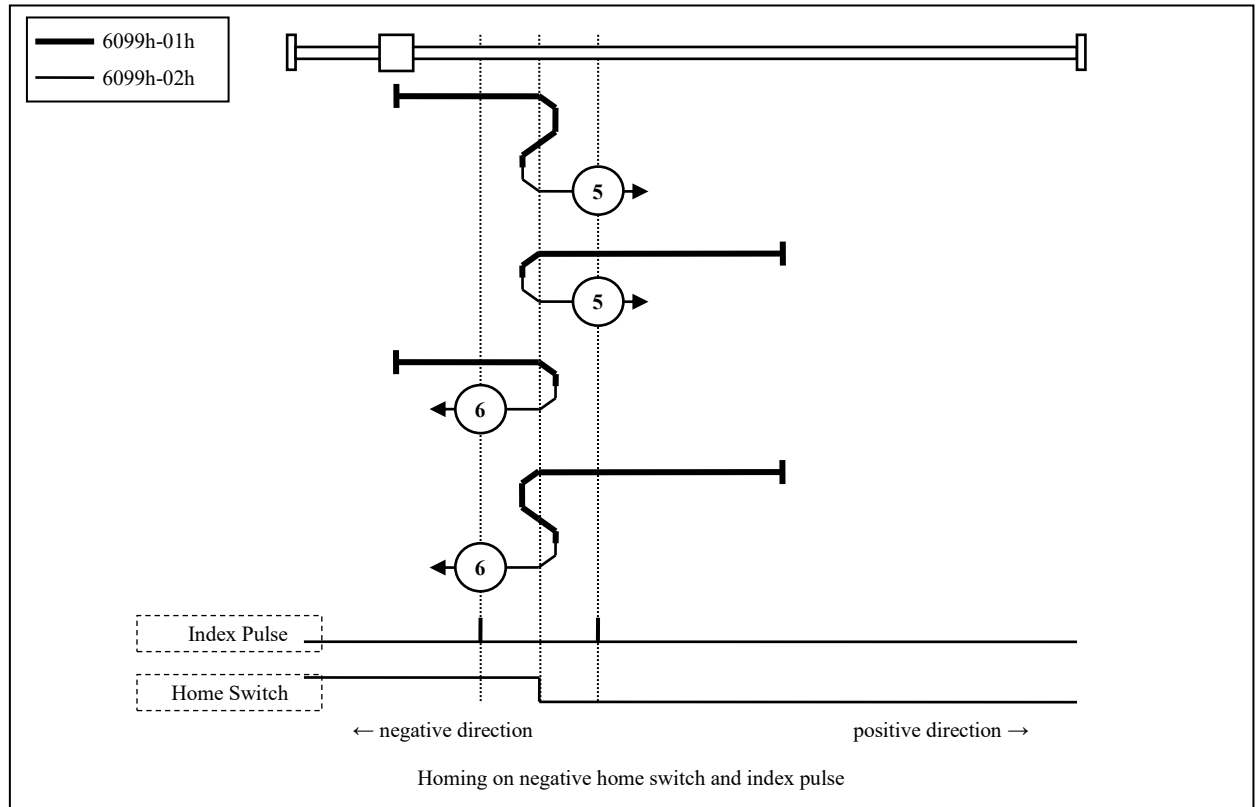 6099h-01h
6099h-02h
5
5
6
6
Index Pulse
Home Switch
← negative direction
positive direction →
Homing on negative home switch and index pulse